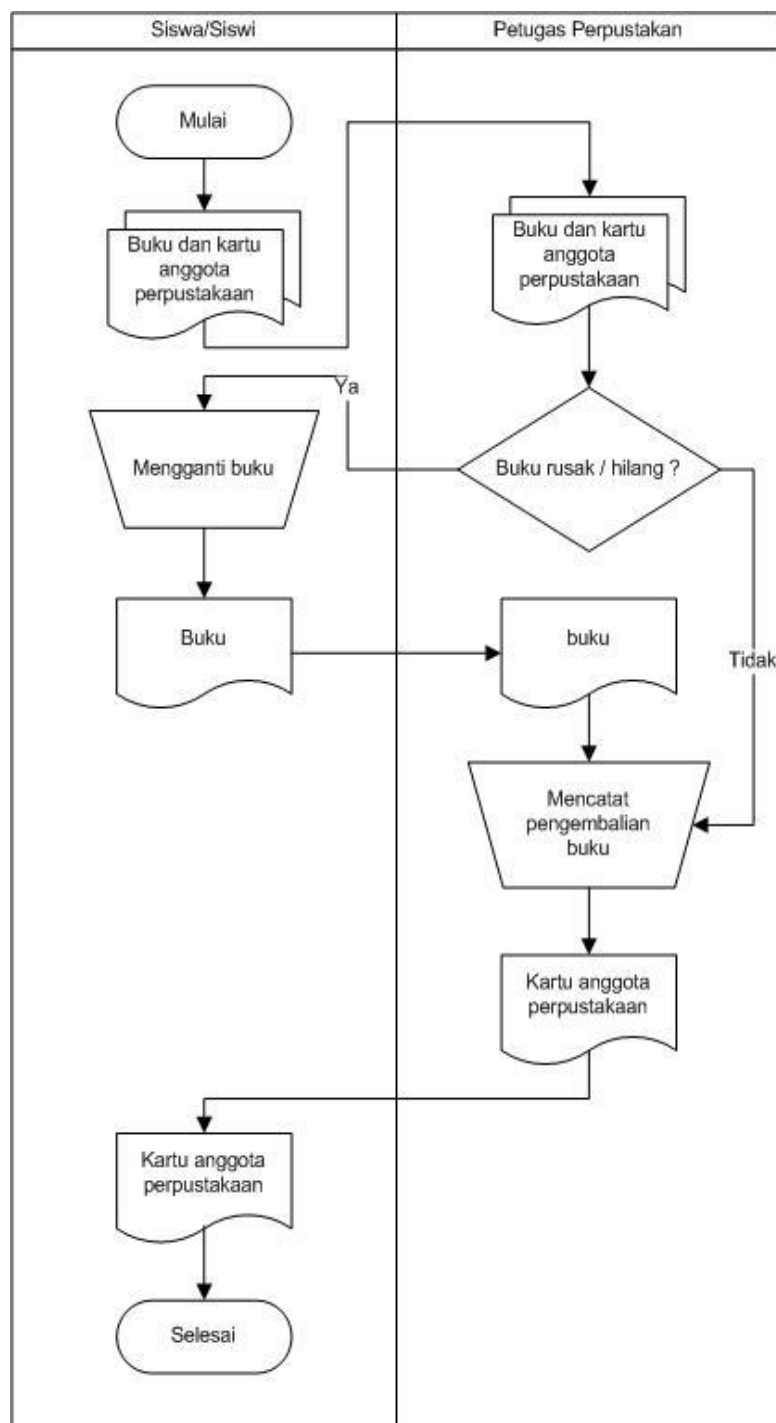 Siswa/Siswi
Petugas Perpustakan
Mulai
Buku dan kartu
anggota
perpustakaan
Buku dan kartu
anggota
perpustakaan
Ya
Mengganti buku
Buku rusak / hilang ?
Buku
buku
Tidak
Mencatat
pengembalian
buku
Kartu anggota
perpustakaan
Kartu anggota
perpustakaan
Selesai